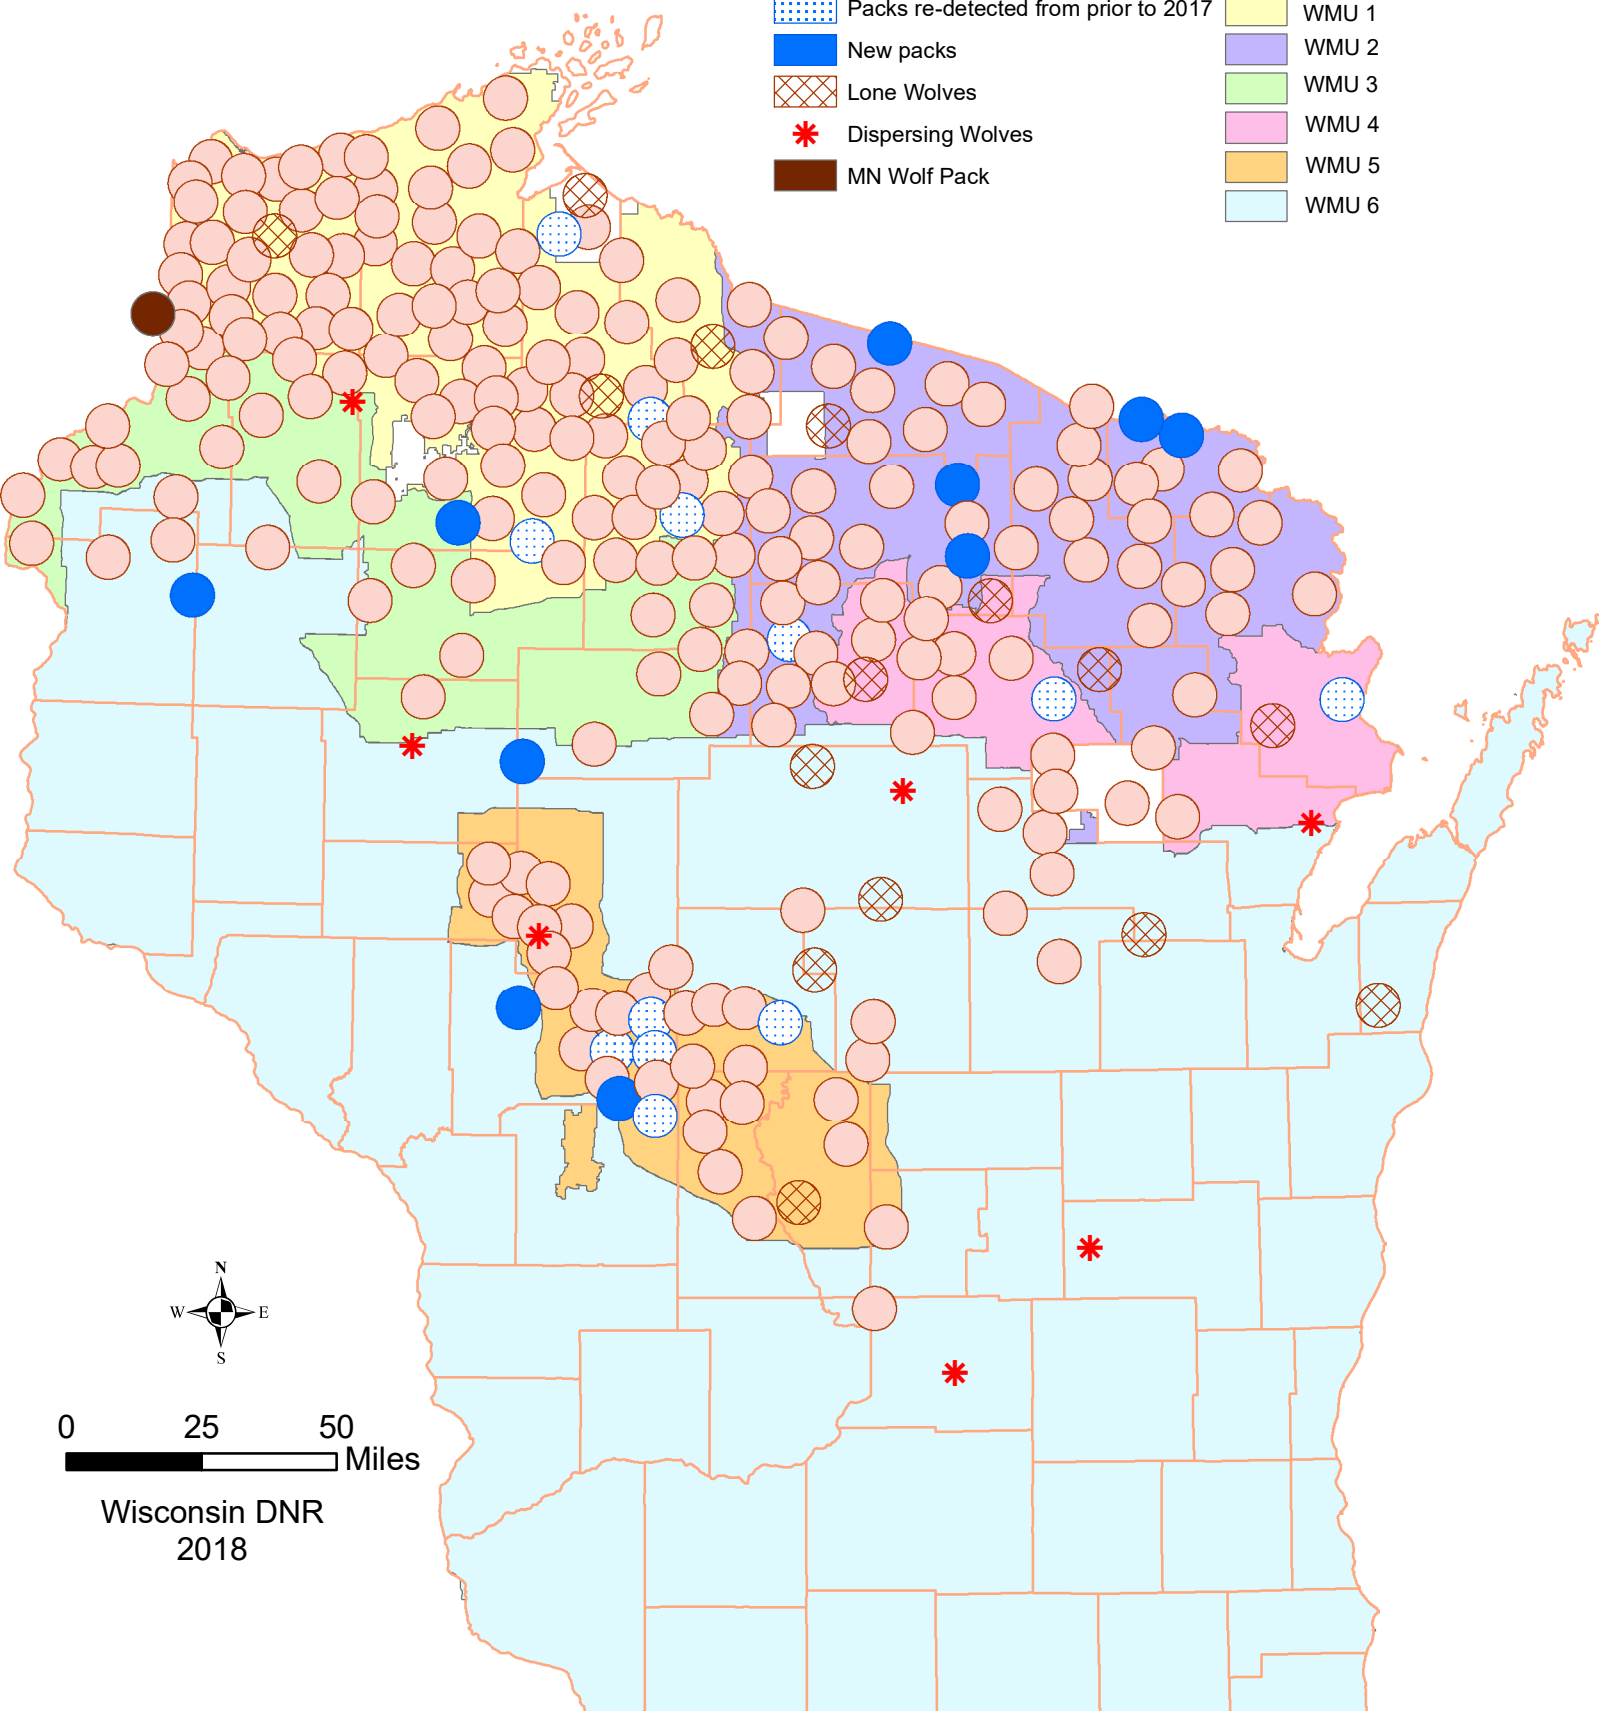 Packs re-detected from prior to 2017
New packs
Lone Wolves
Dispersing Wolves
MN Wolf Pack
WMU 1
WMU 2
WMU 3
WMU 4
WMU 5
WMU 6
N
W E
S
0 25 50
Miles
Wisconsin DNR
2018